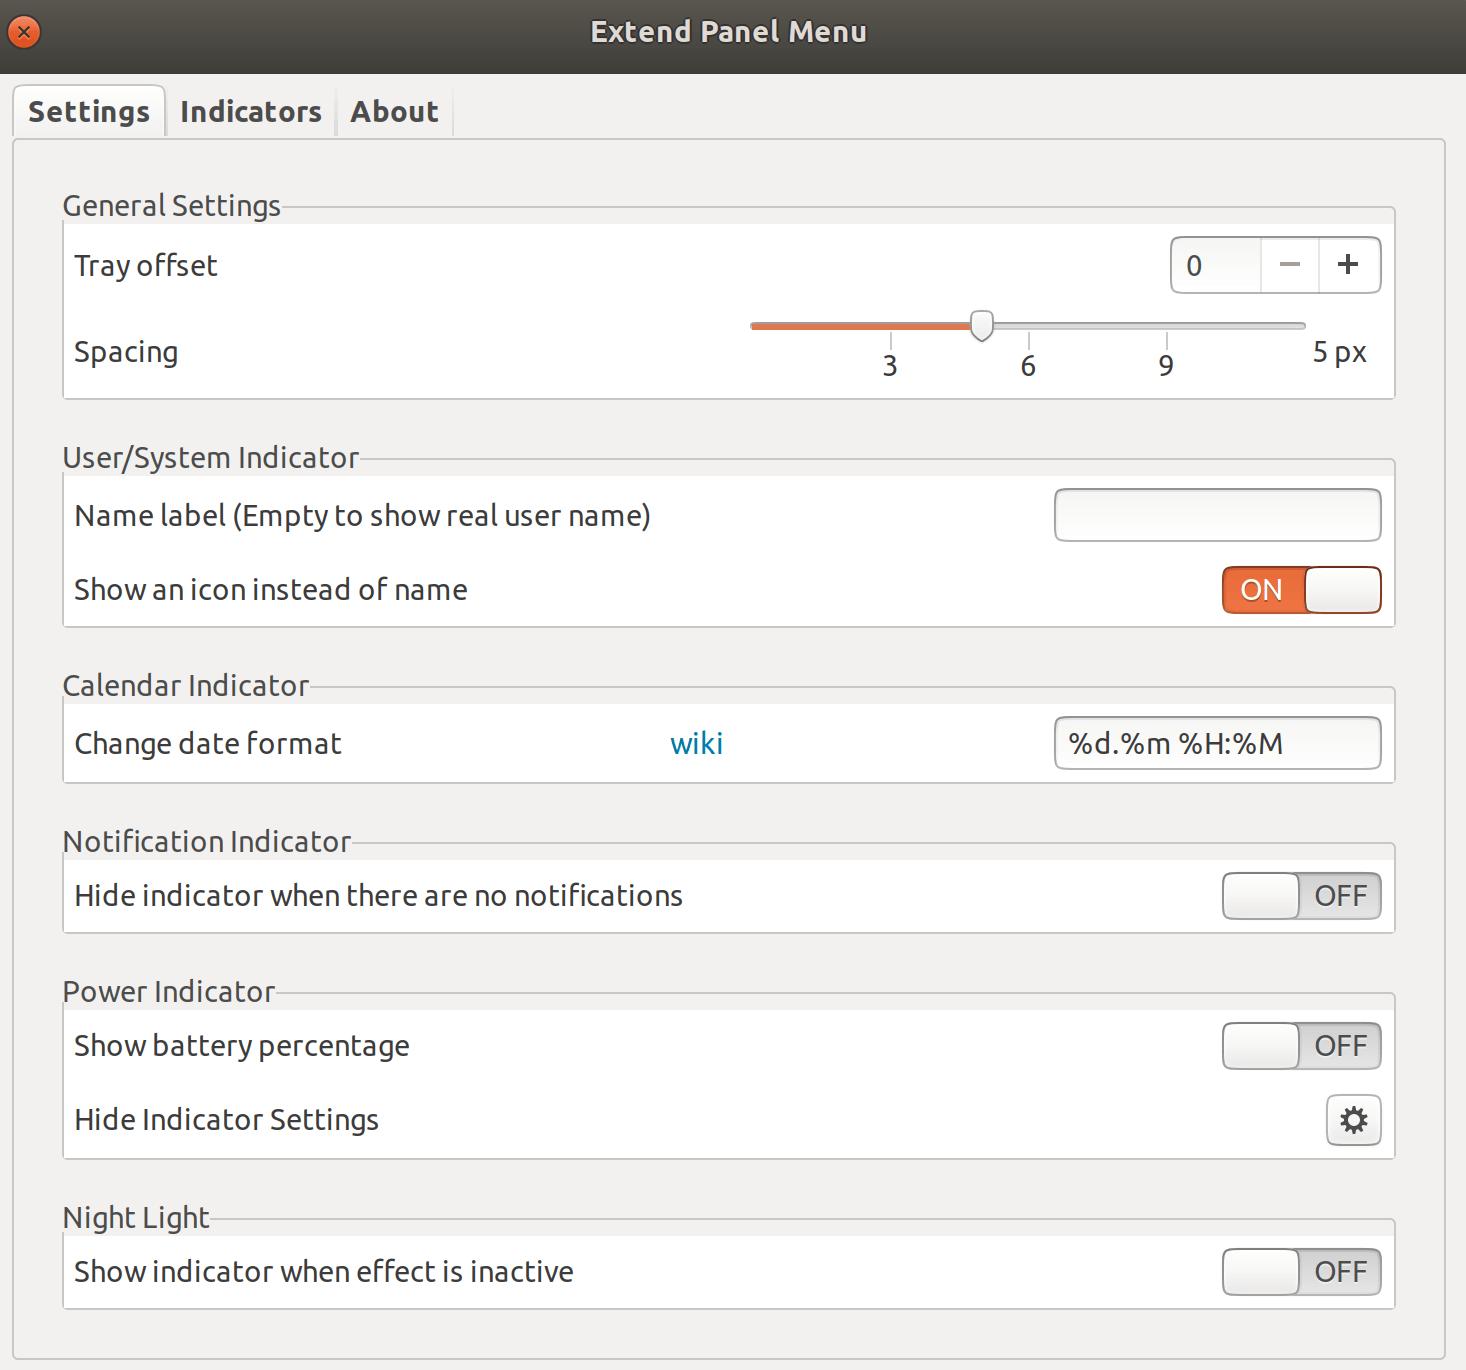 Extend Panel Menu
Settings Indicators About
General Settings
Tray offset 0 − +
Spacing 5 px
3 6 9
User/System Indicator
Name label (Empty to show real user name)
Show an icon instead of name ON
Calendar Indicator
Change date format wiki %d.%m %H:%M
Notification Indicator
Hide indicator when there are no notifications OFF
Power Indicator
Show battery percentage OFF
Hide Indicator Settings
Night Light
Show indicator when effect is inactive OFF